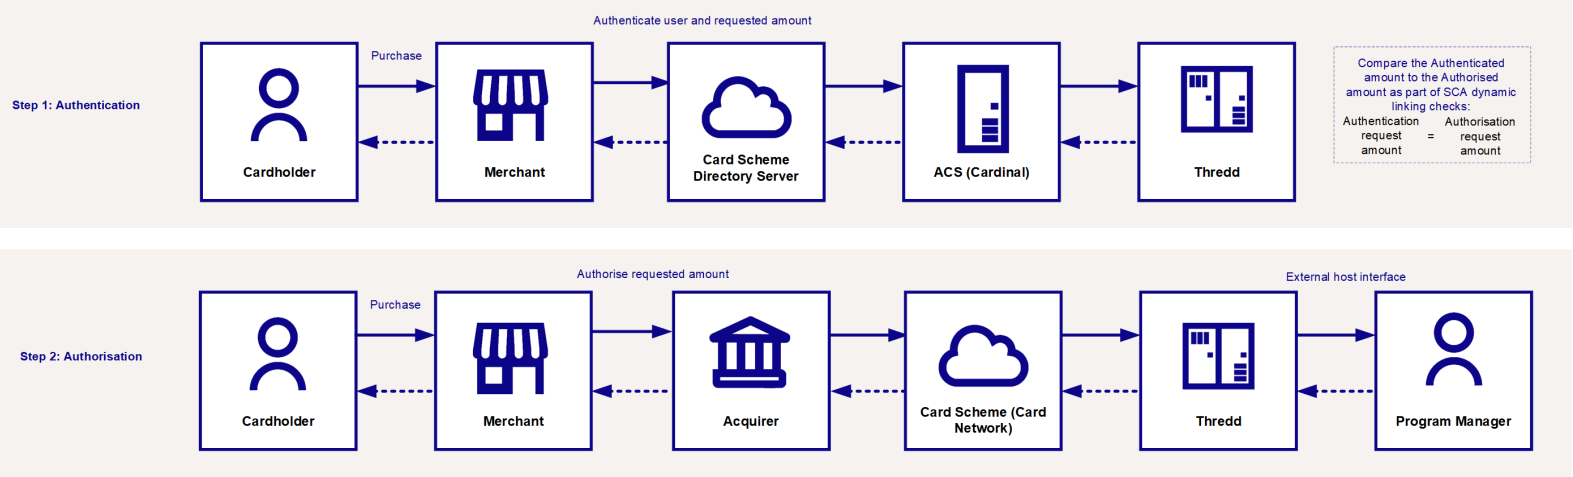 Authenticate user and requested amount
Purchase
Step 1: Authentication
Cardholder
Merchant
Card Scheme
Directory Server
ACS (Cardinal)
Thredd
Compare the Authenticated
amount to the Authorised
amount as part of SCA dynamic
linking checks:
Authentication
request
amount
=
Authorisation
request
amount
Authorise requested amount
External host interface
Purchase
Step 2: Authorisation
Cardholder
Merchant
Acquirer
Card Scheme (Card
Network)
Thredd
Program Manager